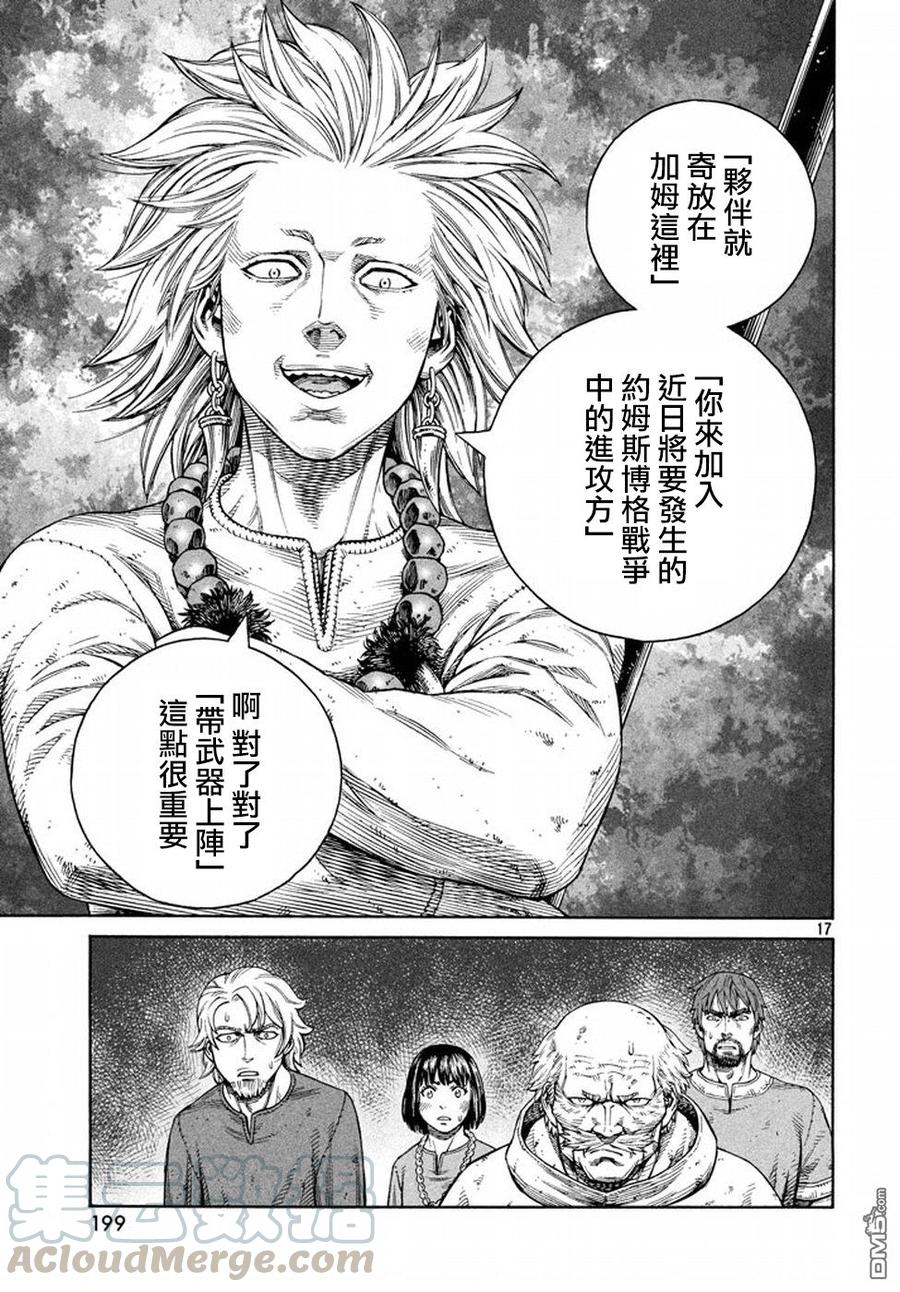 「夥伴就
寄放在
加姆這裡」
「你來加入
近日將要發生的
約姆斯博格戰爭
中的進攻方」
啊 對了對了
「帶武器上陣」
這點很重要
17
199
集云数据
AcloudMerge.com
DM5.com